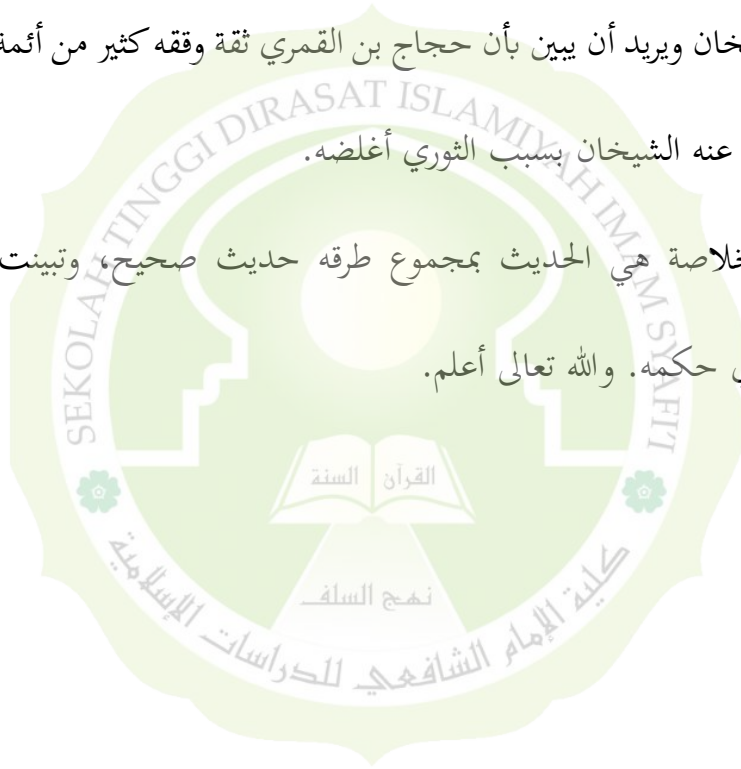 خان ويريد أن يبين بأن حجاج بن القمري ثقة وفقه كثير من أئمة
عنه الشيخان بسبب الثوري أغلضه.
خلاصة هي الحديث بمجموع طرقه حديث صحيح، وتبينت
حكمه. والله تعالى أعلم.
SEKOLAH TINGGI DIRASAT ISLAMIYAH IMAM SYAFI'I
القرآن السنة
نهج السلف
كلية الإمام الشافعي للدراسات الإسلامية